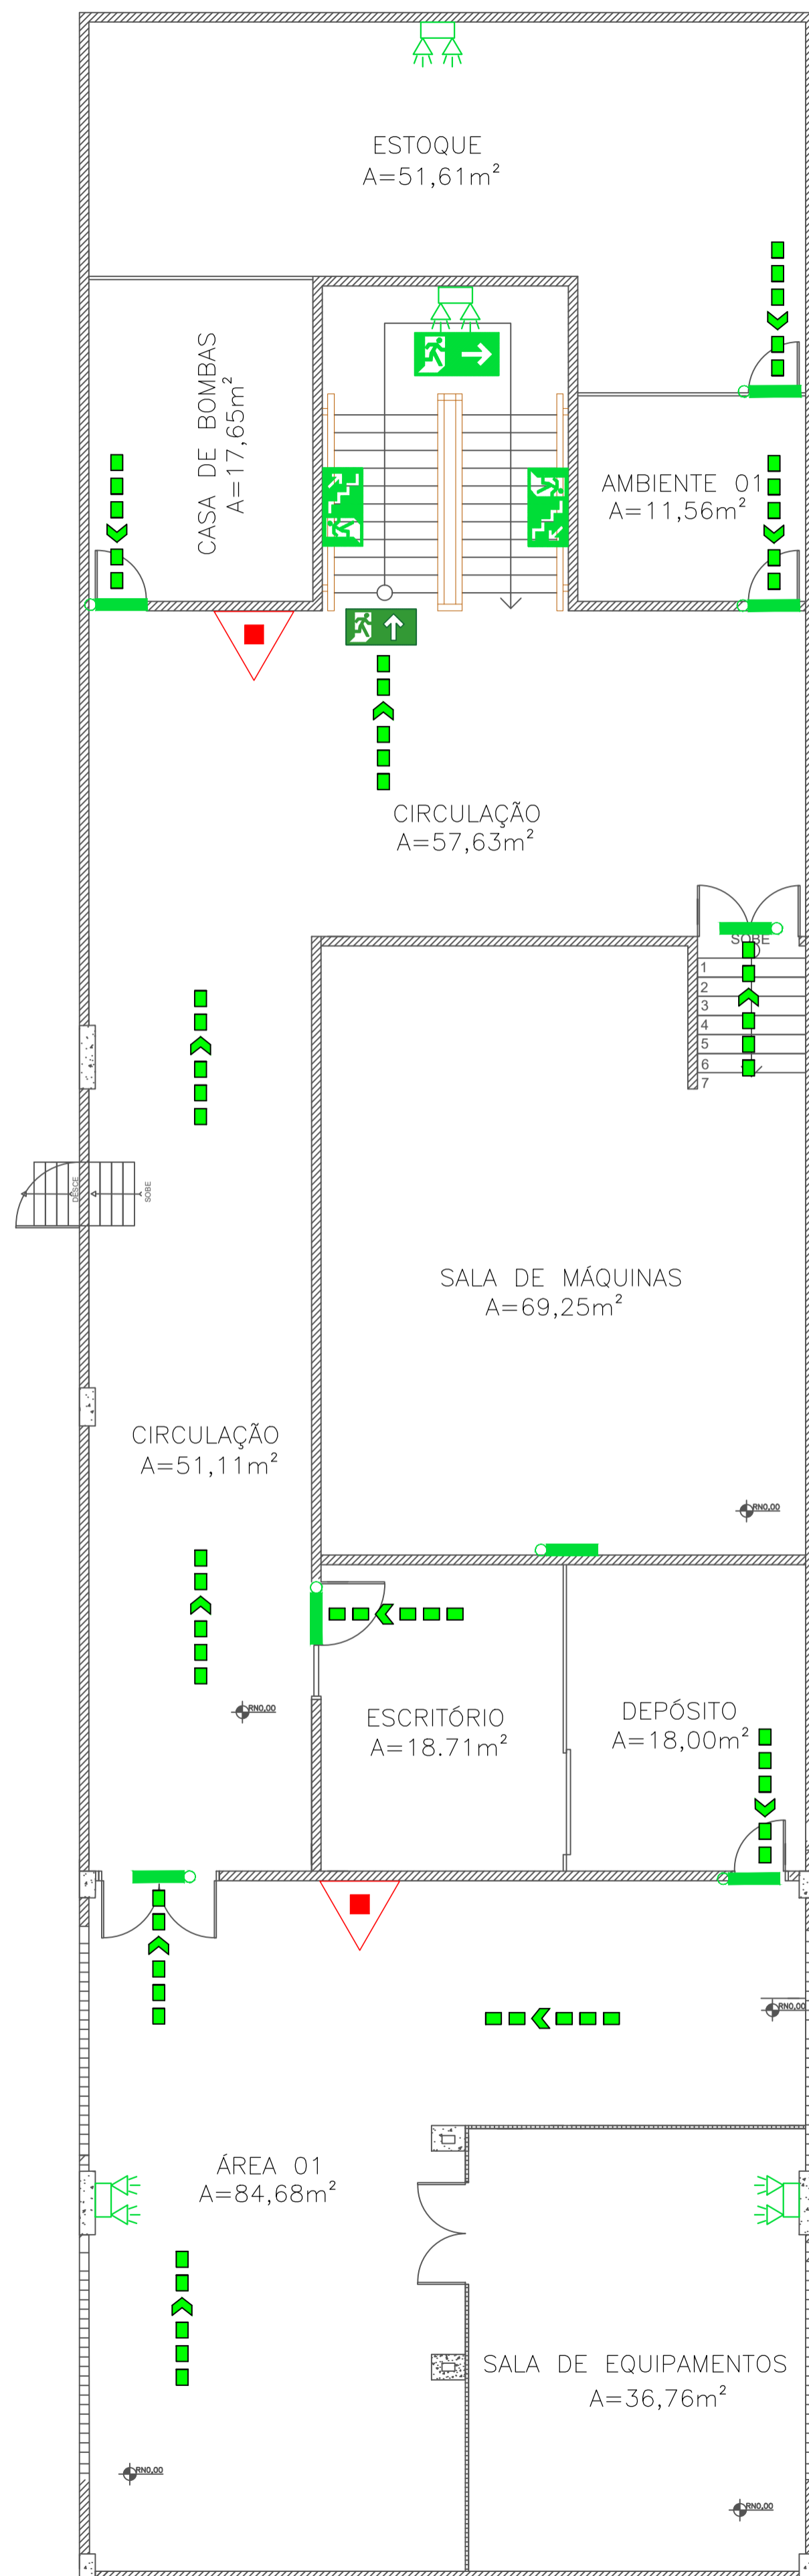 ESTOQUE
A=51,61m²
CASA DE BOMBAS
A=17,65m²
AMBIENTE 01
A=11,56m²
CIRCULAÇÃO
A=57,63m²
SOBE
1
2
3
4
5
6
7
DESCE
SOBE
SALA DE MÁQUINAS
A=69,25m²
CIRCULAÇÃO
A=51,11m²
RN0,00
RN0,00
ESCRITÓRIO
A=18.71m²
DEPÓSITO
A=18,00m²
RN0,00
ÁREA 01
A=84,68m²
SALA DE EQUIPAMENTOS
A=36,76m²
RN0,00
RN0,00